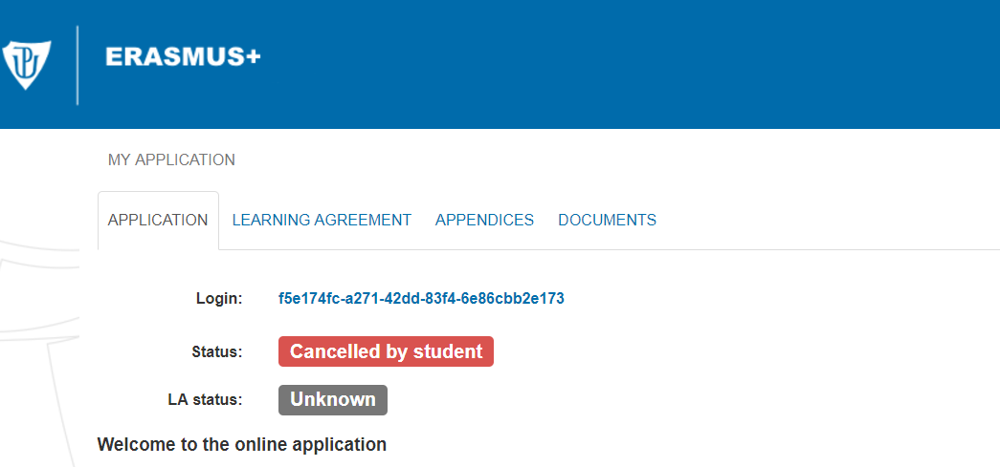 ERASMUS+
MY APPLICATION
APPLICATION LEARNING AGREEMENT APPENDICES DOCUMENTS
Login: f5e174fc-a271-42dd-83f4-6e86cbb2e173
Status: Cancelled by student
LA status: Unknown
Welcome to the online application